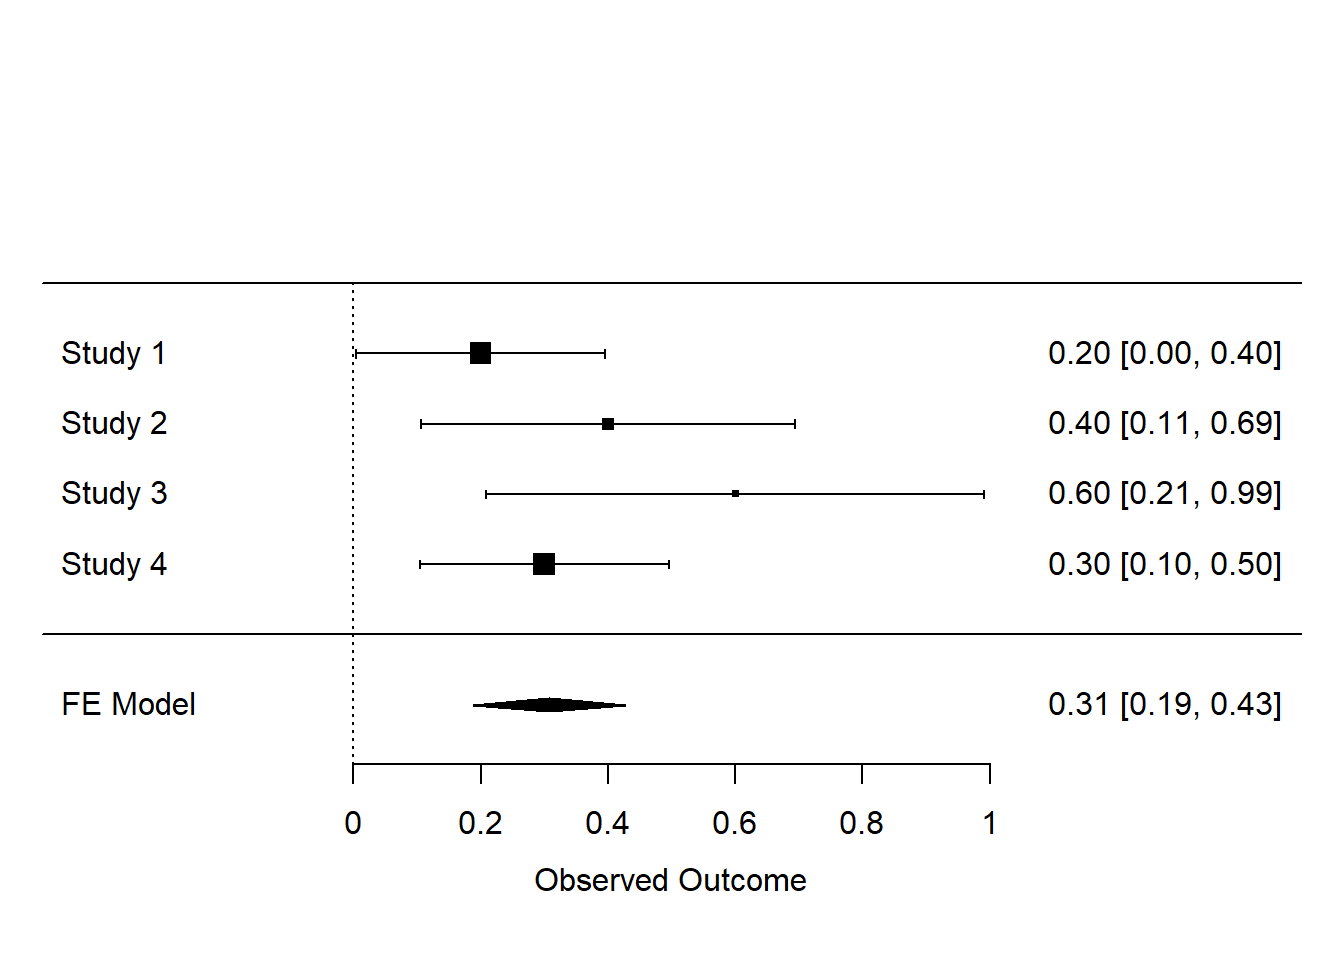 Study 1 0.20 [0.00, 0.40]
Study 2 0.40 [0.11, 0.69]
Study 3 0.60 [0.21, 0.99]
Study 4 0.30 [0.10, 0.50]
FE Model 0.31 [0.19, 0.43]
0 0.2 0.4 0.6 0.8 1
Observed Outcome